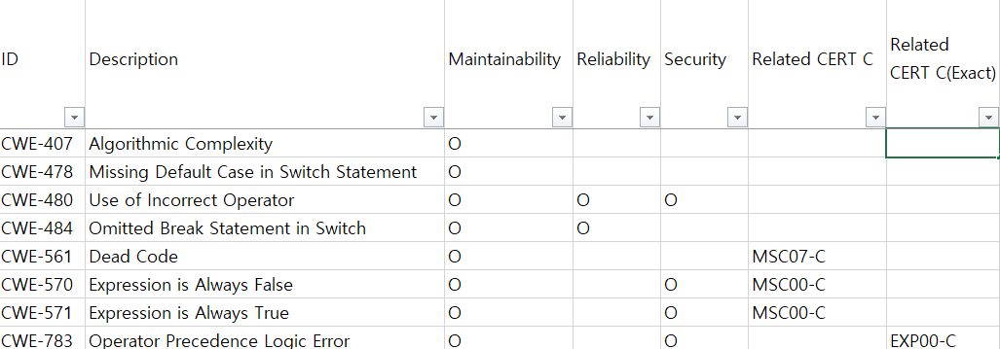 ID Description Maintainability Reliability Security Related CERT C Related CERT C(Exact)
CWE-407 Algorithmic Complexity O
CWE-478 Missing Default Case in Switch Statement O
CWE-480 Use of Incorrect Operator O O O
CWE-484 Omitted Break Statement in Switch O O
CWE-561 Dead Code O MSC07-C
CWE-570 Expression is Always False O O MSC00-C
CWE-571 Expression is Always True O O MSC00-C
CWE-783 Operator Precedence Logic Error O O EXP00-C